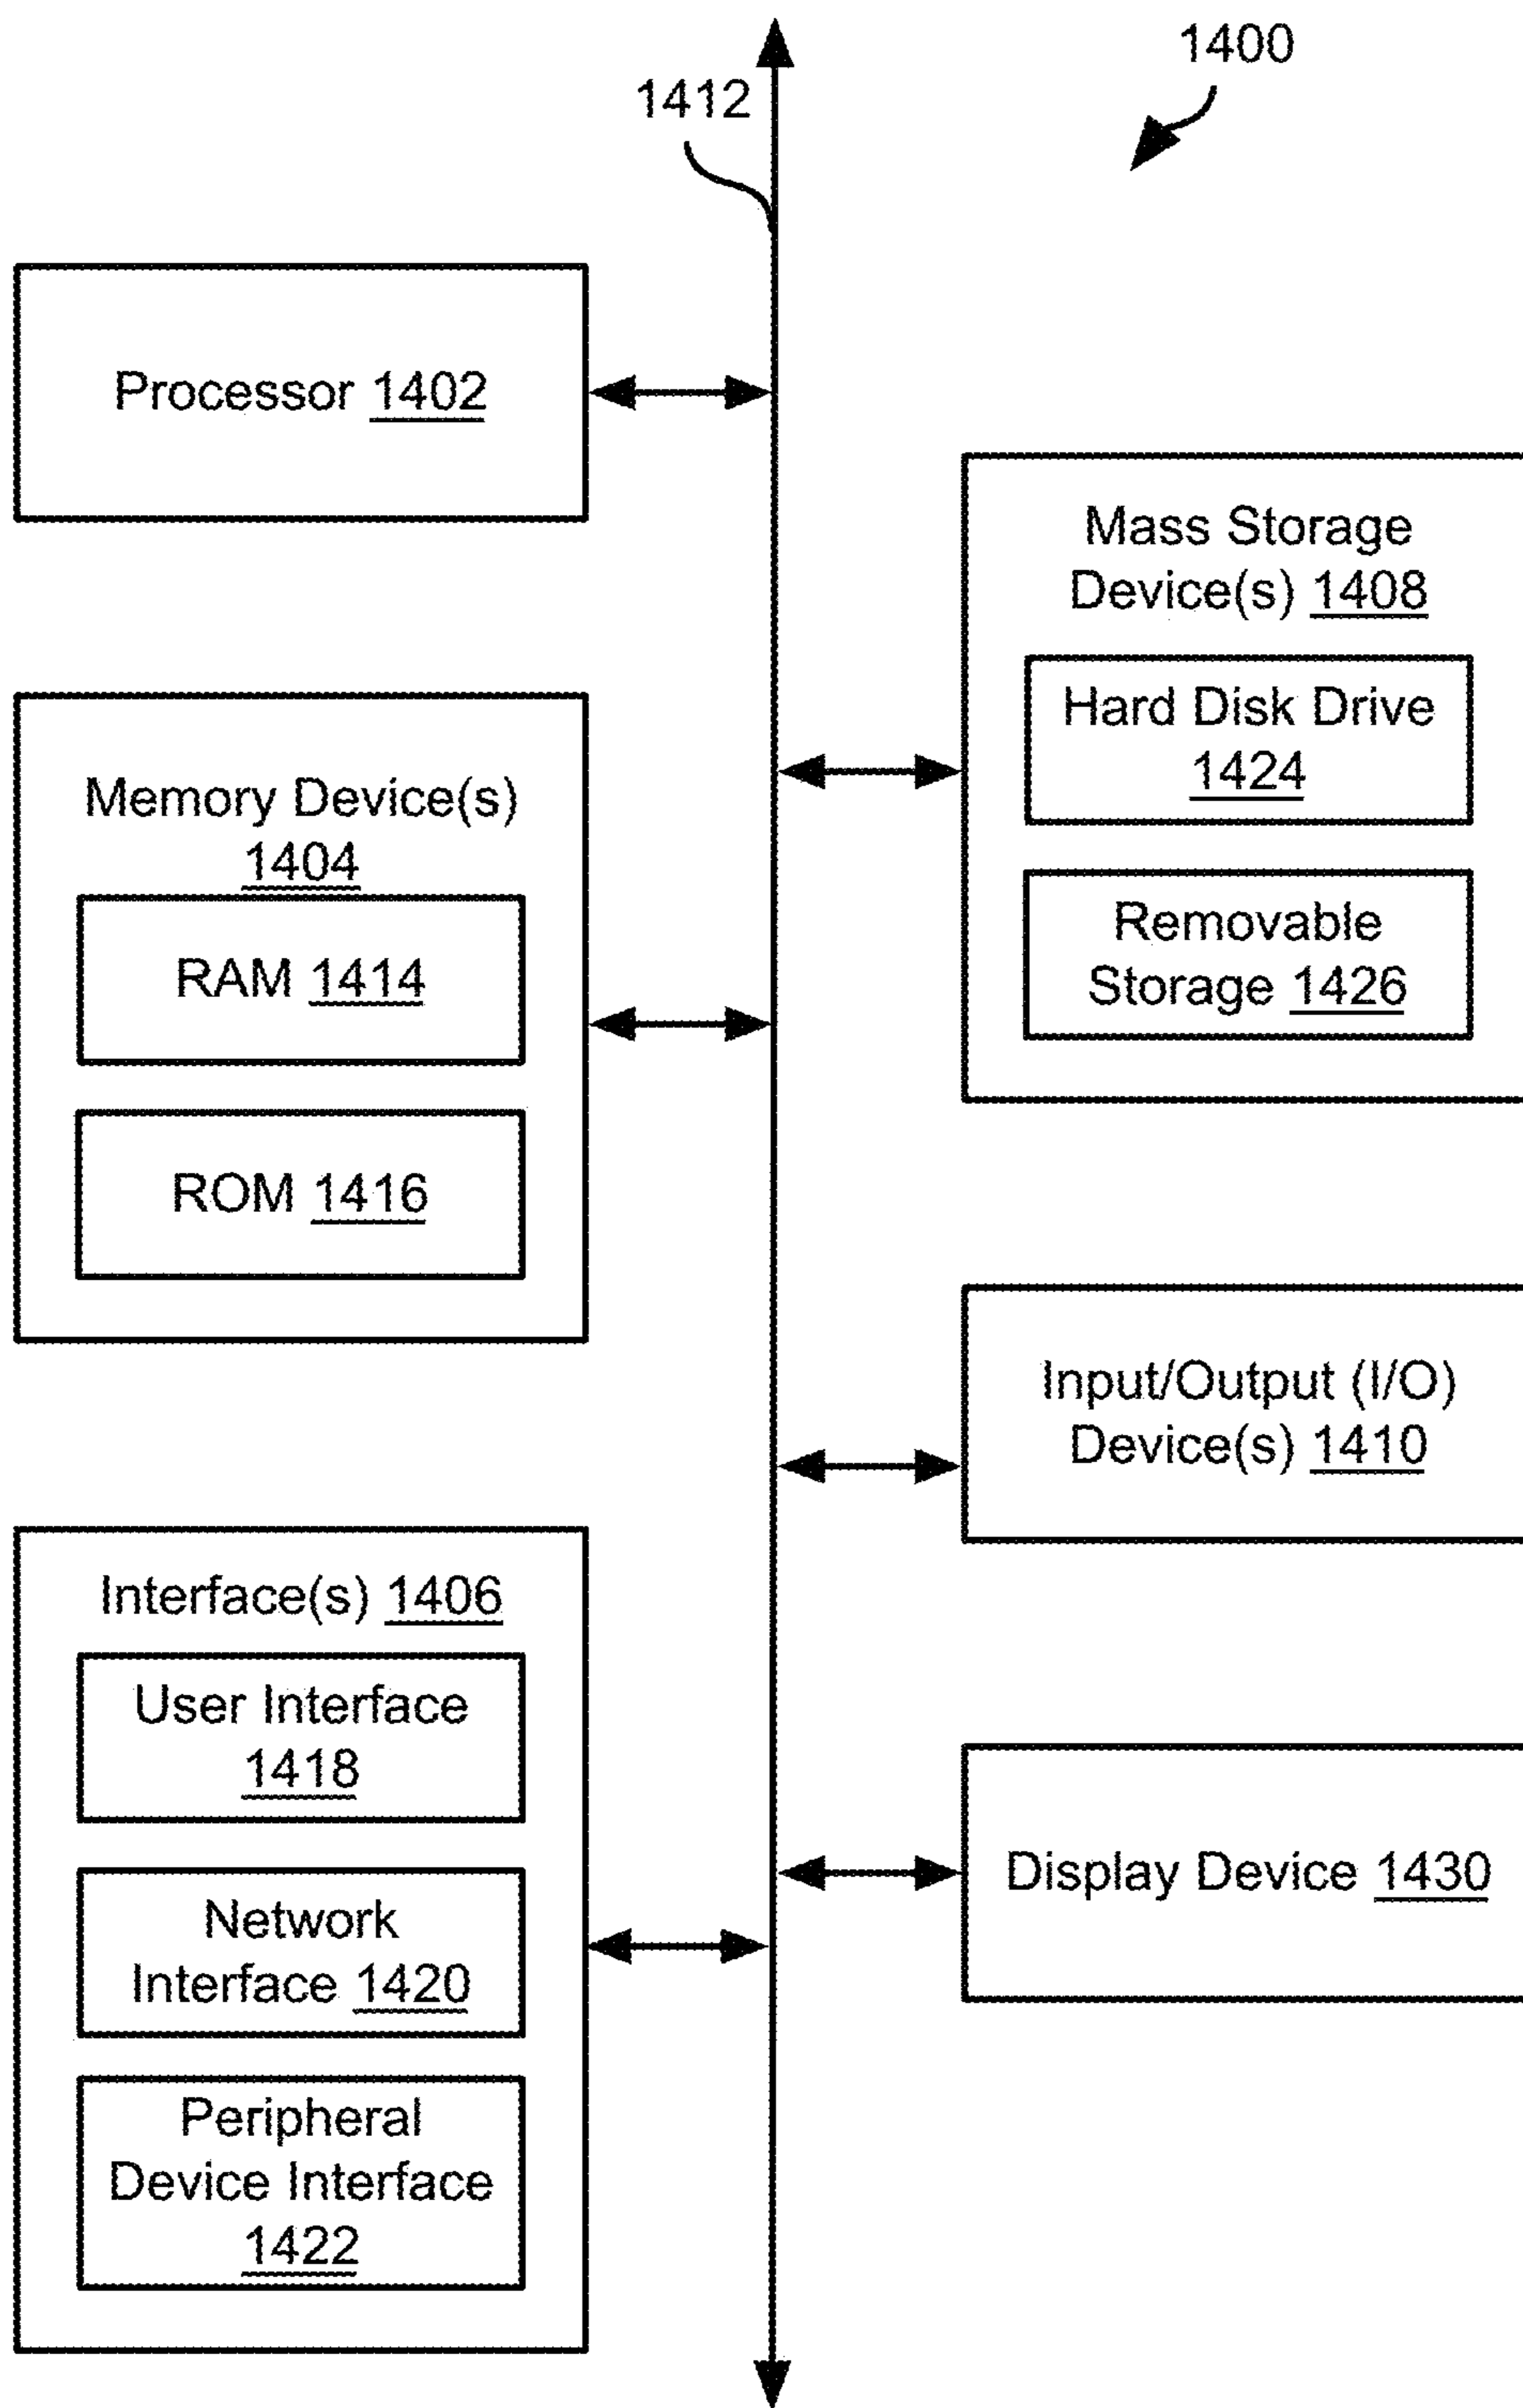 1400
1412
Processor 1402
Mass Storage
Device(s) 1408
Hard Disk Drive
1424
Removable
Storage 1426
Memory Device(s)
1404
RAM 1414
ROM 1416
Input/Output (I/O)
Device(s) 1410
Interface(s) 1406
User Interface
1418
Network
Interface 1420
Peripheral
Device Interface
1422
Display Device 1430